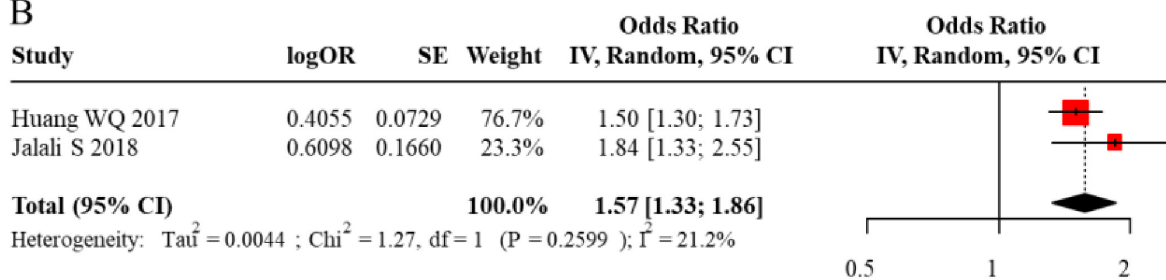 B
Odds Ratio Odds Ratio
Study logOR SE Weight IV, Random, 95% CI IV, Random, 95% CI
Huang WQ 2017 0.4055 0.0729 76.7% 1.50 [1.30; 1.73]
Jalali S 2018 0.6098 0.1660 23.3% 1.84 [1.33; 2.55]
Total (95% CI) 100.0% 1.57 [1.33; 1.86]
Heterogeneity: Tau² = 0.0044 ; Chi² = 1.27, df = 1 (P = 0.2599 ); I² = 21.2%
0.5 1 2